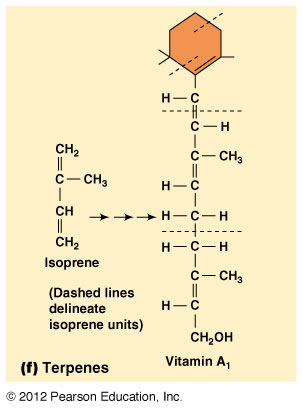 H—C
C—H
C—CH₃
H—C
H—C—H
H—C—H
C—CH₃
H—C
CH₂OH
Vitamin A₁
CH₂
C—CH₃
CH
CH₂
Isoprene
(Dashed lines
delineate
isoprene units)
(f) Terpenes
© 2012 Pearson Education, Inc.